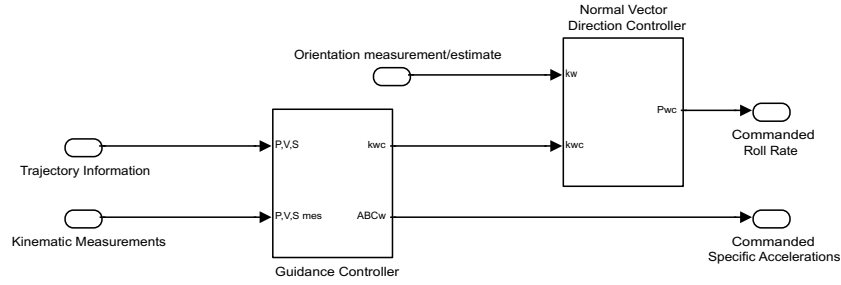 Normal Vector
Direction Controller
Orientation measurement/estimate
kw
Pwc
kwc
Commanded
Roll Rate
P,V,S
kwc
Trajectory Information
P,V,S mes
ABCw
Kinematic Measurements
Guidance Controller
Commanded
Specific Accelerations